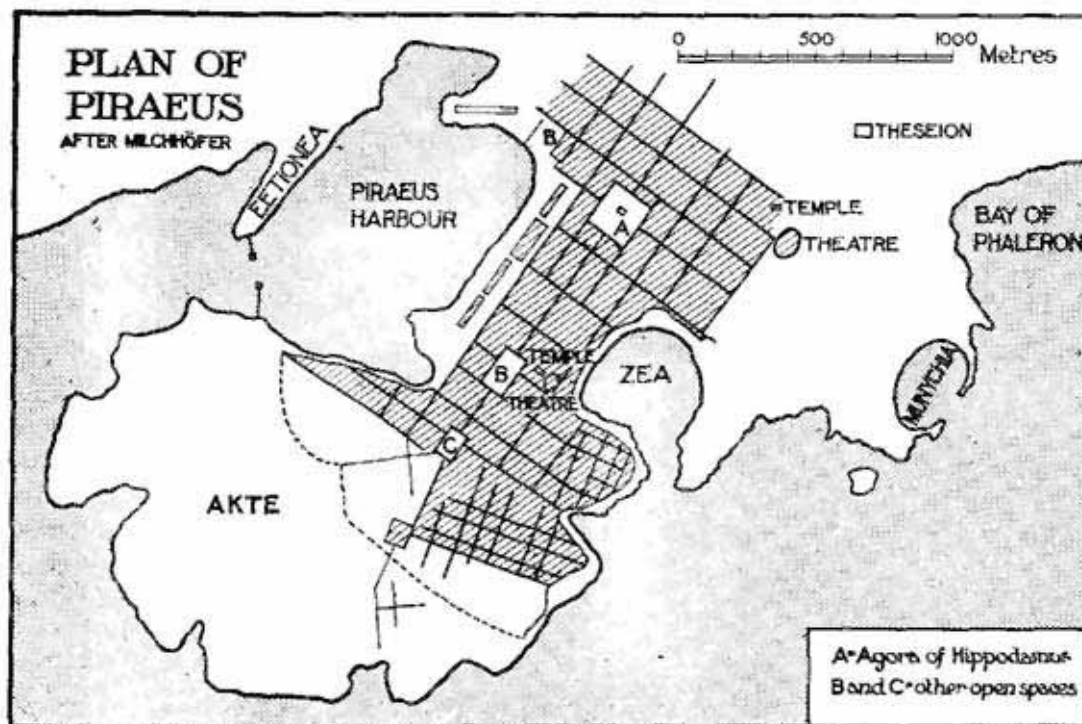 PLAN OF
PIRAEUS
AFTER MILCHHÖFER
0 500 1000
Metres
THESEION
EETIONEA
PIRAEUS
HARBOUR
B
A
TEMPLE
THEATRE
BAY OF
PHALERON
B
TEMPLE
THEATRE
ZEA
MUNYCHIA
C
AKTE
A=Agora of Hippodamus
B and C=other open spaces